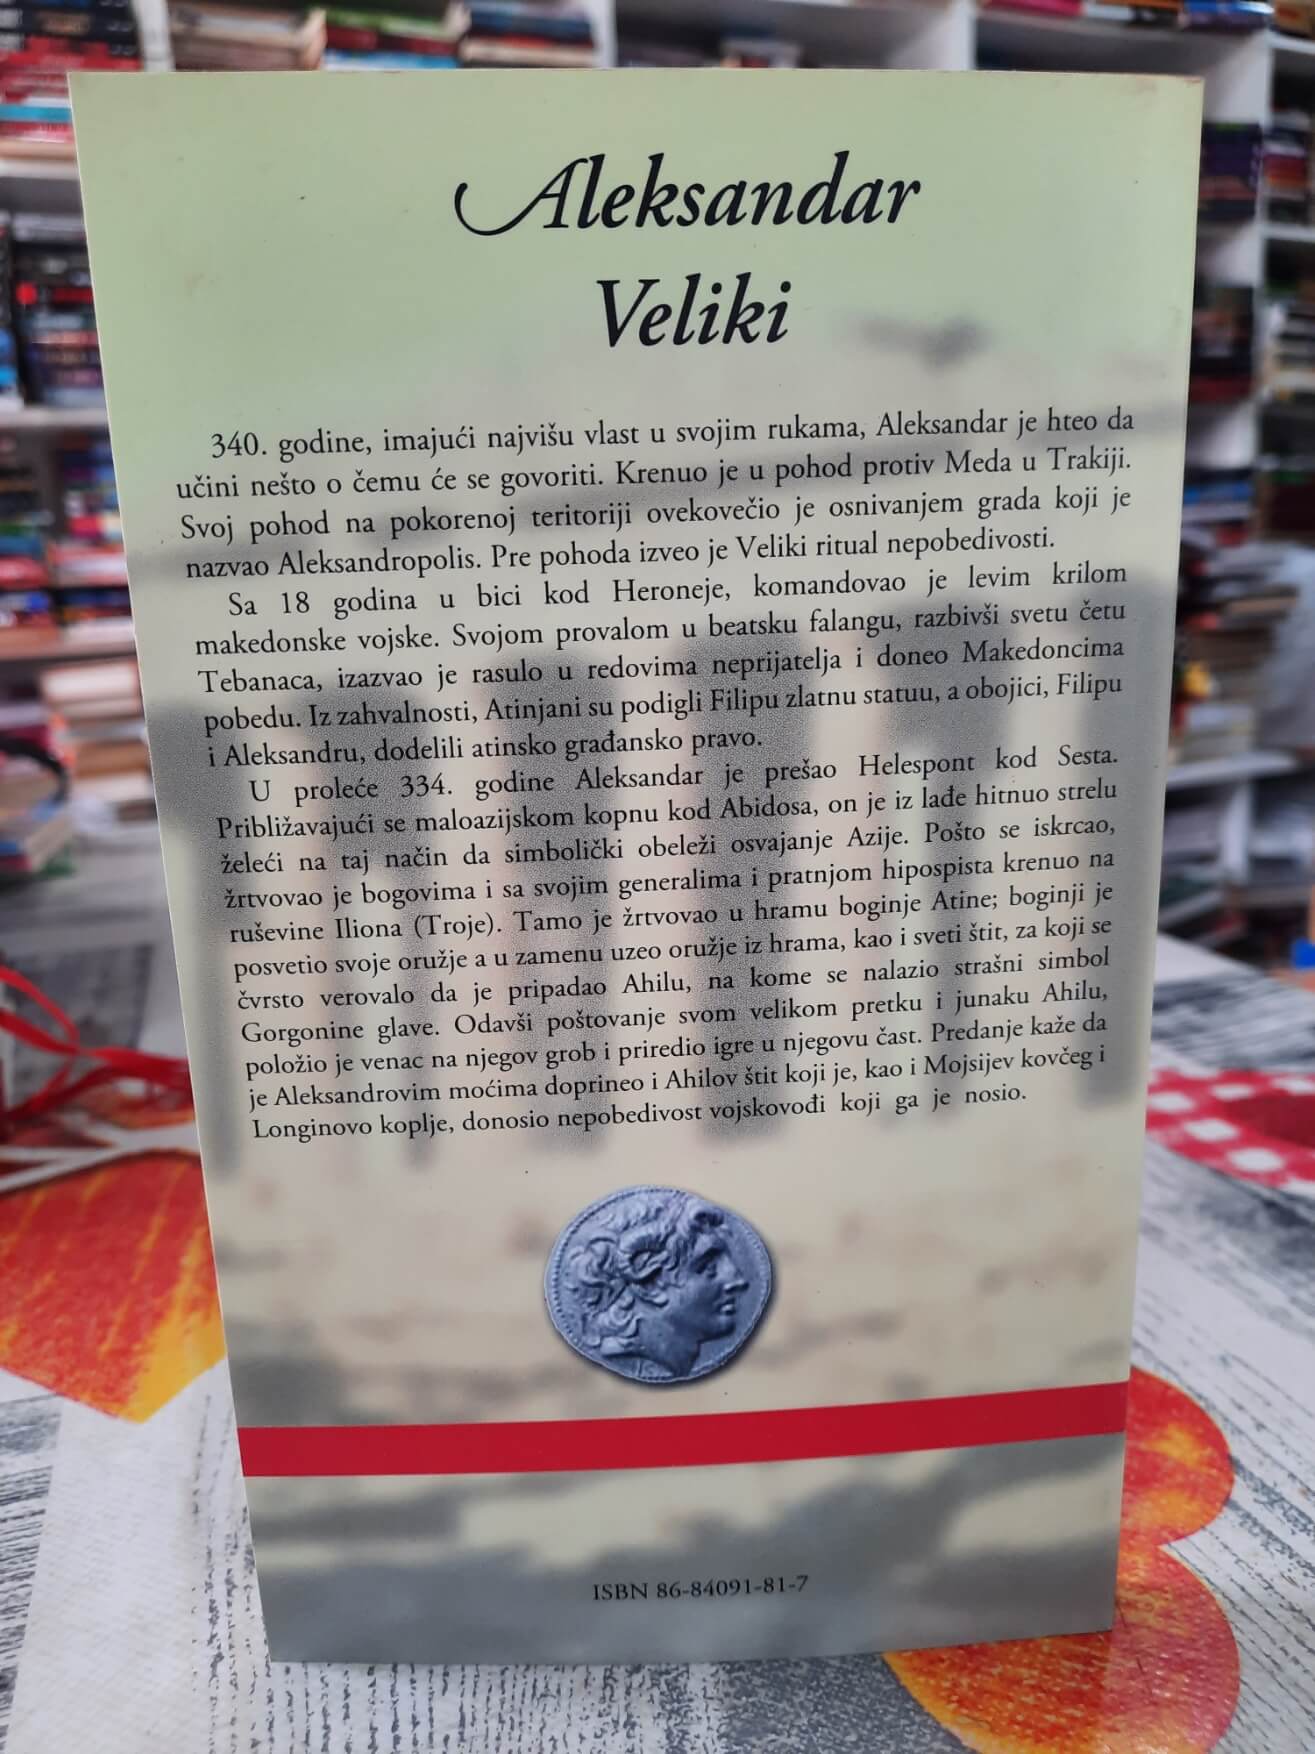 Aleksandar
Veliki
340. godine, imajući najvišu vlast u svojim rukama, Aleksandar je hteo da
učini nešto o čemu će se govoriti. Krenuo je u pohod protiv Meda u Trakiji.
Svoj pohod na pokorenoj teritoriji ovekovečio je osnivanjem grada koji je
nazvao Aleksandropolis. Pre pohoda izveo je Veliki ritual nepobedivosti.
Sa 18 godina u bici kod Heroneje, komandovao je levim krilom
makedonske vojske. Svojom provalom u beatsku falangu, razbivši svetu četu
Tebanaca, izazvao je rasulo u redovima neprijatelja i doneo Makedoncima
pobedu. Iz zahvalnosti, Atinjani su podigli Filipu zlatnu statuu, a obojici, Filipu
i Aleksandru, dodelili atinsko građansko pravo.
U proleće 334. godine Aleksandar je prešao Helespont kod Sesta.
Približavajući se maloazijskom kopnu kod Abidosa, on je iz lađe hitnuo strelu
želeći na taj način da simbolički obeleži osvajanje Azije. Pošto se iskrcao,
žrtvovao je bogovima i sa svojim generalima i pratnjom hipospista krenuo na
ruševine Iliona (Troje). Tamo je žrtvovao u hramu boginje Atine; boginji je
posvetio svoje oružje a u zamenu uzeo oružje iz hrama, kao i sveti štit, za koji se
čvrsto verovalo da je pripadao Ahilu, na kome se nalazio strašni simbol
Gorgonine glave. Odavši poštovanje svom velikom pretku i junaku Ahilu,
položio je venac na njegov grob i priredio igre u njegovu čast. Predanje kaže da
je Aleksandrovim moćima doprineo i Ahilov štit koji je, kao i Mojsijev kovčeg i
Longinovo koplje, donosio nepobedivost vojskovođi koji ga je nosio.
ISBN 86-84091-81-7